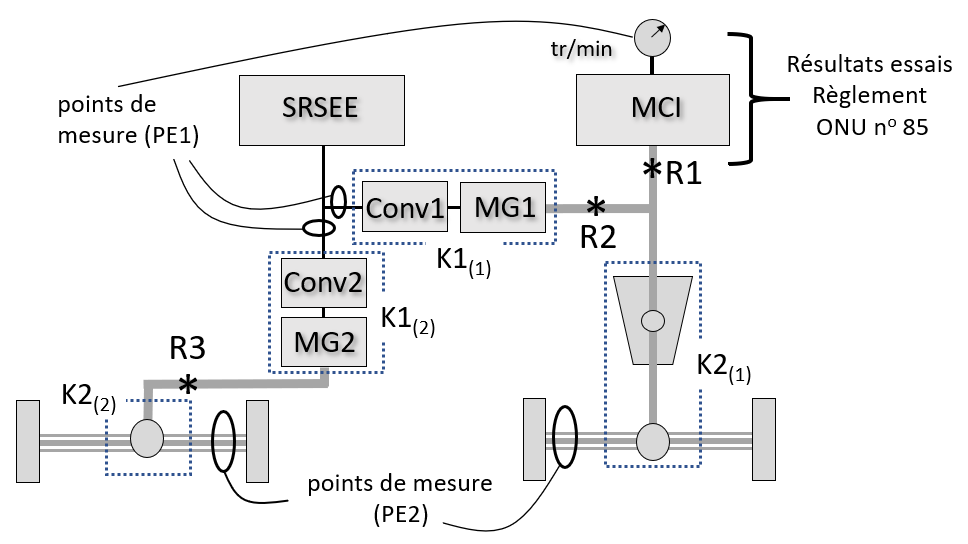 tr/min
Résultats essais
Règlement
ONU nº 85
points de
mesure (PE1)
SRSEE
MCI
R1
Conv1
MG1
R2
K1(1)
Conv2
MG2
K1(2)
R3
K2(2)
K2(1)
points de mesure
(PE2)